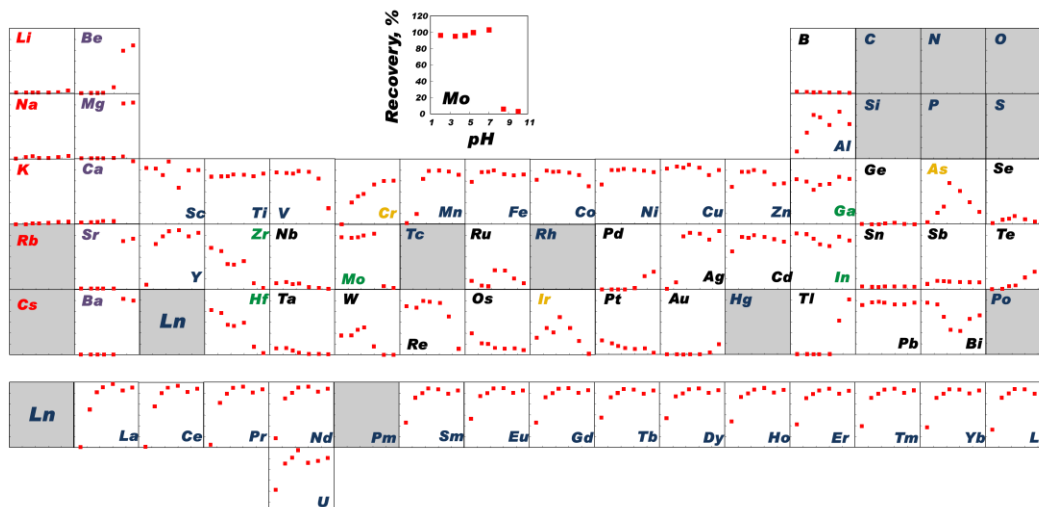 Recovery, %
120
100
80
60
40
20
0
Mo
1 3 5 7 9 11
pH
Li Be B C N O
Na Mg Al Si P S
K Ca Sc Ti V Cr Mn Fe Co Ni Cu Zn Ga Ge As Se
Rb Sr Y Zr Nb Mo Tc Ru Rh Pd Ag Cd In Sn Sb Te
Cs Ba Ln Hf Ta W Re Os Ir Pt Au Hg Tl Pb Bi Po
Ln La Ce Pr Nd Pm Sm Eu Gd Tb Dy Ho Er Tm Yb L
U